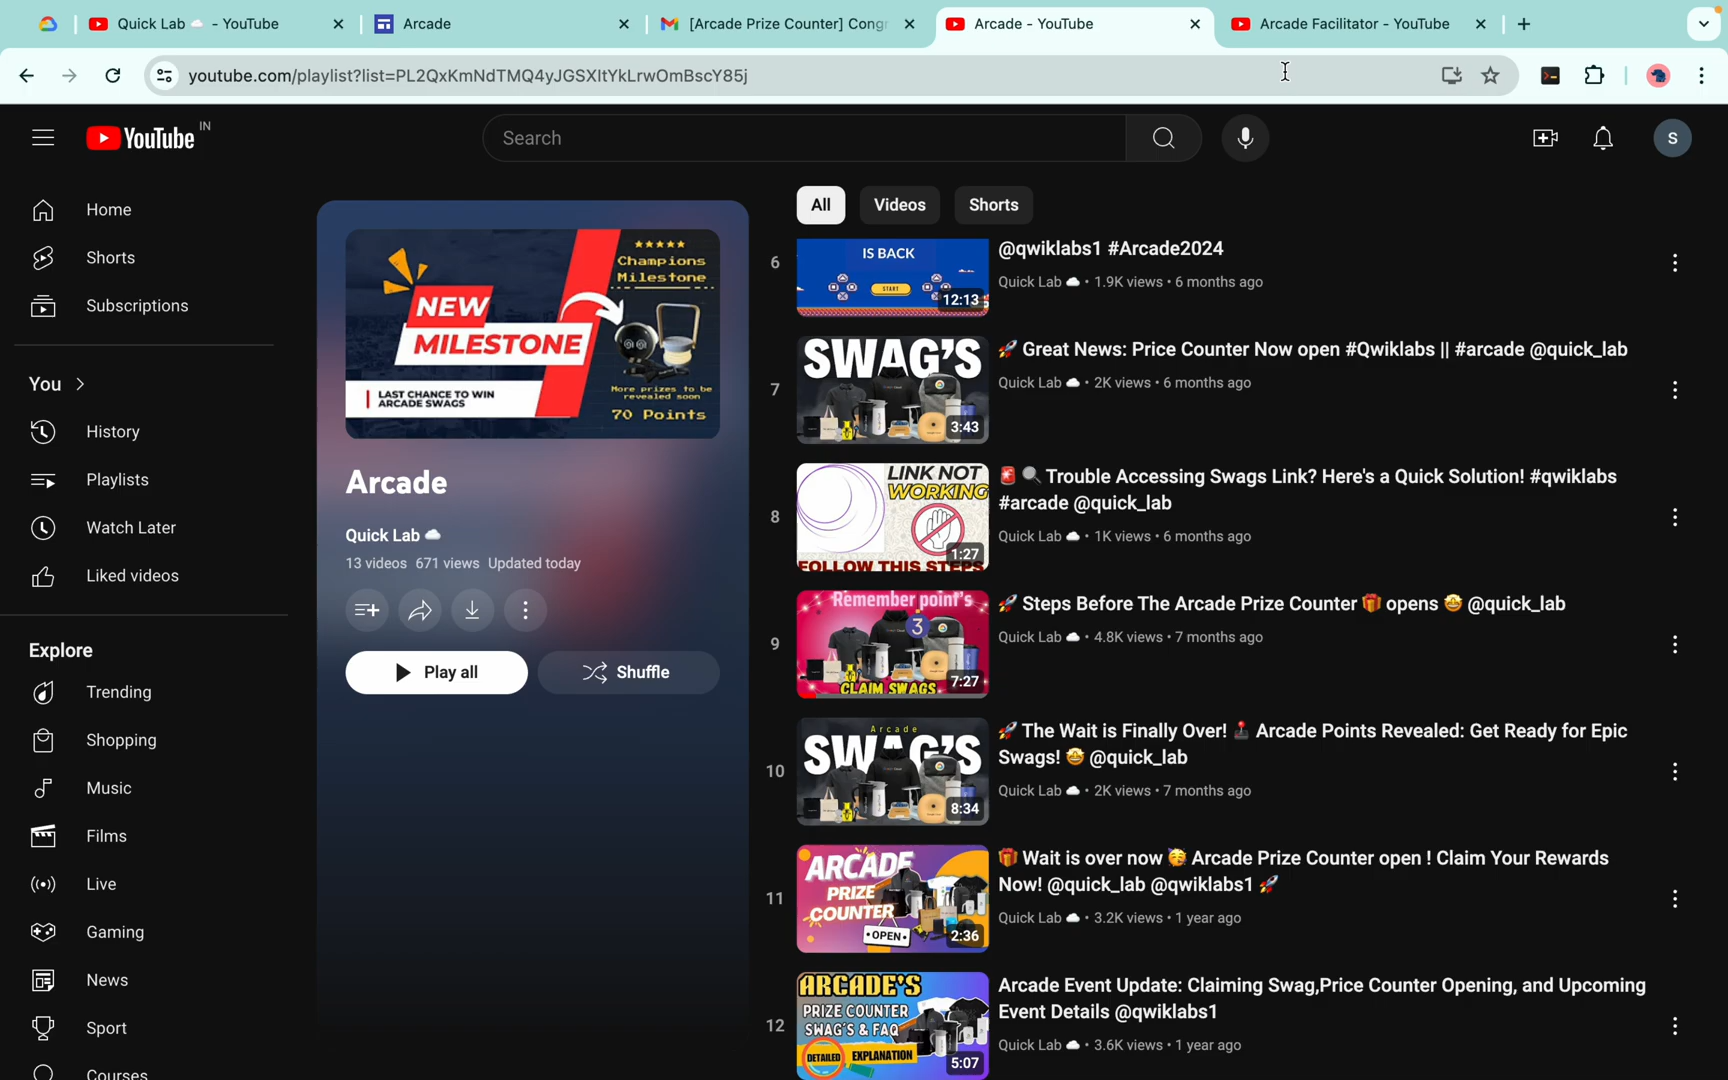 Quick Lab ☁️ - YouTube
Arcade
[Arcade Prize Counter] Congr
Arcade - YouTube
Arcade Facilitator - YouTube
youtube.com/playlist?list=PL2QxKmNdTMQ4yJGSXItYkLrwOmBscY85j
YouTube IN
Search
S
Home
Shorts
Subscriptions
You
History
Playlists
Watch Later
Liked videos
Explore
Trending
Shopping
Music
Films
Live
Gaming
News
Sport
Courses
NEW
MILESTONE
LAST CHANCE TO WIN
ARCADE SWAGS
Champions
Milestone
More prizes to be
revealed soon
70 Points
Arcade
Quick Lab ☁️
13 videos 671 views Updated today
Play all
Shuffle
All
Videos
Shorts
6
IS BACK
START
12:13
@qwiklabs1 #Arcade2024
Quick Lab ☁️ • 1.9K views • 6 months ago
7
SWAG'S
3:43
🚀 Great News: Price Counter Now open #Qwiklabs || #arcade @quick_lab
Quick Lab ☁️ • 2K views • 6 months ago
8
LINK NOT
WORKING
FOLLOW THIS STEPS
1:27
🚨🔍 Trouble Accessing Swags Link? Here's a Quick Solution! #qwiklabs
#arcade @quick_lab
Quick Lab ☁️ • 1K views • 6 months ago
9
Remember point's
3
CLAIM SWAGS
7:27
🚀 Steps Before The Arcade Prize Counter 🎁 opens 🤩 @quick_lab
Quick Lab ☁️ • 4.8K views • 7 months ago
10
Arcade
SWAG'S
8:34
🚀 The Wait is Finally Over! 🕹️ Arcade Points Revealed: Get Ready for Epic
Swags! 🤩 @quick_lab
Quick Lab ☁️ • 2K views • 7 months ago
11
ARCADE
PRIZE
COUNTER
•OPEN•
2:36
🎁 Wait is over now 🥳 Arcade Prize Counter open ! Claim Your Rewards
Now! @quick_lab @qwiklabs1 🚀
Quick Lab ☁️ • 3.2K views • 1 year ago
12
ARCADE'S
PRIZE COUNTER
SWAG'S & FAQ
DETAILED EXPLANATION
5:07
Arcade Event Update: Claiming Swag,Price Counter Opening, and Upcoming
Event Details @qwiklabs1
Quick Lab ☁️ • 3.6K views • 1 year ago